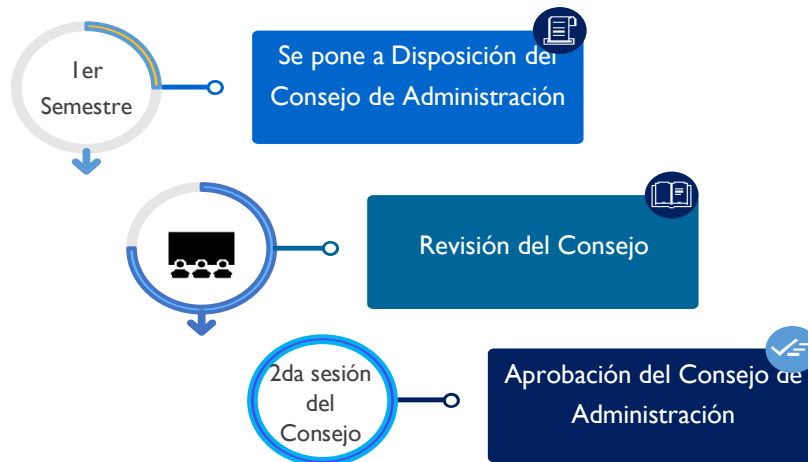 1er
Semestre
Se pone a Disposición del
Consejo de Administración
Revisión del Consejo
2da sesión
del
Consejo
Aprobación del Consejo de
Administración